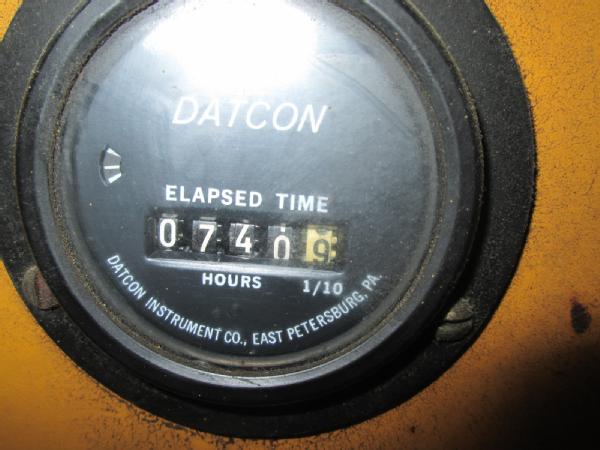 DATCON
ELAPSED TIME
07409
HOURS 1/10
DATCON INSTRUMENT CO., EAST PETERSBURG, PA.